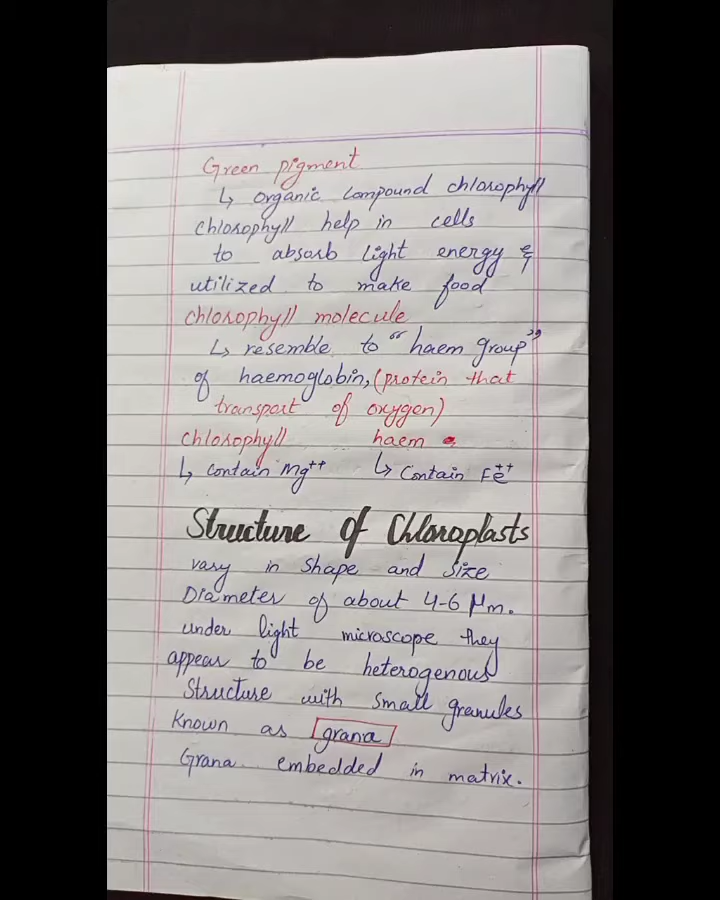 Green pigment
↳ organic compound chlorophyll
chlorophyll help in cells
to absorb light energy &
utilized to make food
chlorophyll molecule
↳ resemble to "haem group"
of haemoglobin, (protein that
transport of oxygen)
chlorophyll haem
↳ contain Mg++ ↳ Contain Fe++
Structure of Chloroplasts
vary in shape and size
Diameter of about 4-6 μm.
under light microscope they
appear to be heterogenous
Structure with small granules
Known as grana
Grana embedded in matrix.